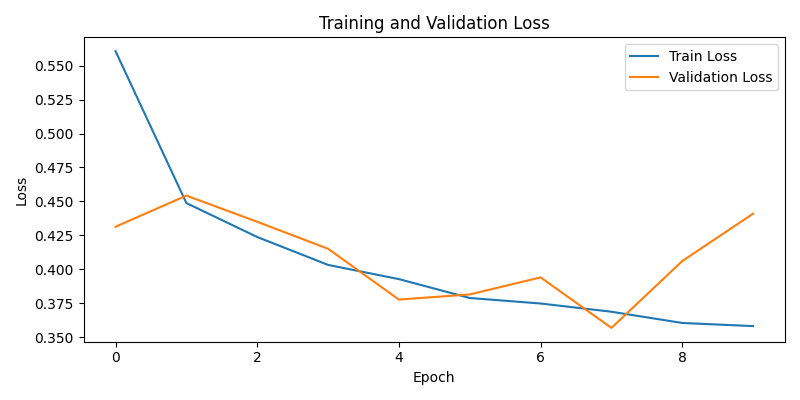 Training and Validation Loss
Train Loss
Validation Loss
0.550
0.525
0.500
0.475
0.450
0.425
0.400
0.375
0.350
Loss
0 2 4 6 8
Epoch